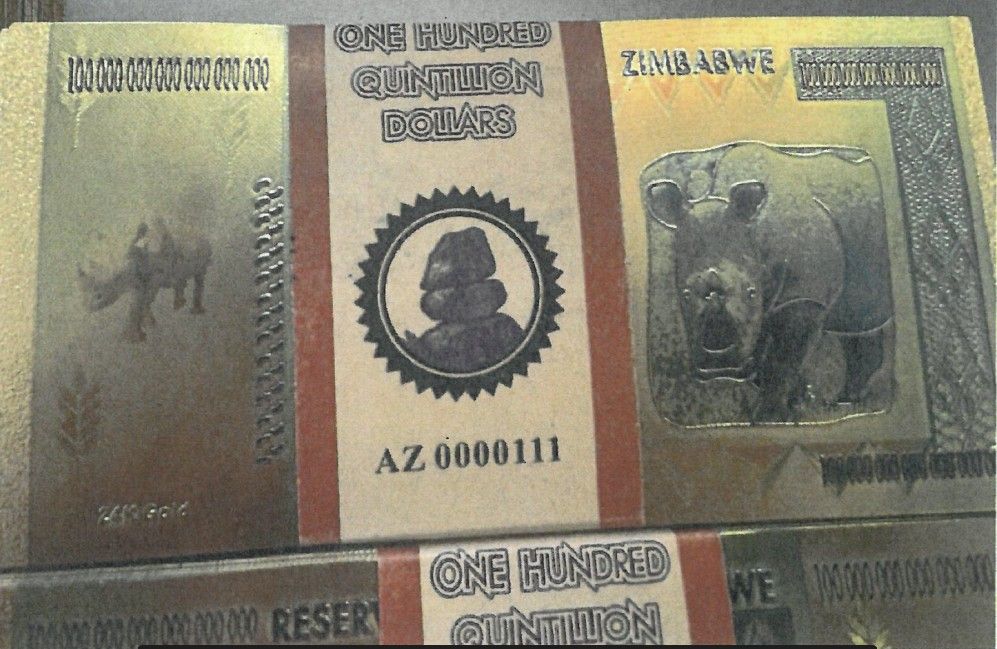 100 000 000 000 000 000 000
ONE HUNDRED
QUINTILLION
DOLLARS
AZ 0000111
24K Gold
ZIMBABWE
100 000 000 000 000 000 000
RESERV
ONE HUNDRED
QUINTILLION
WE